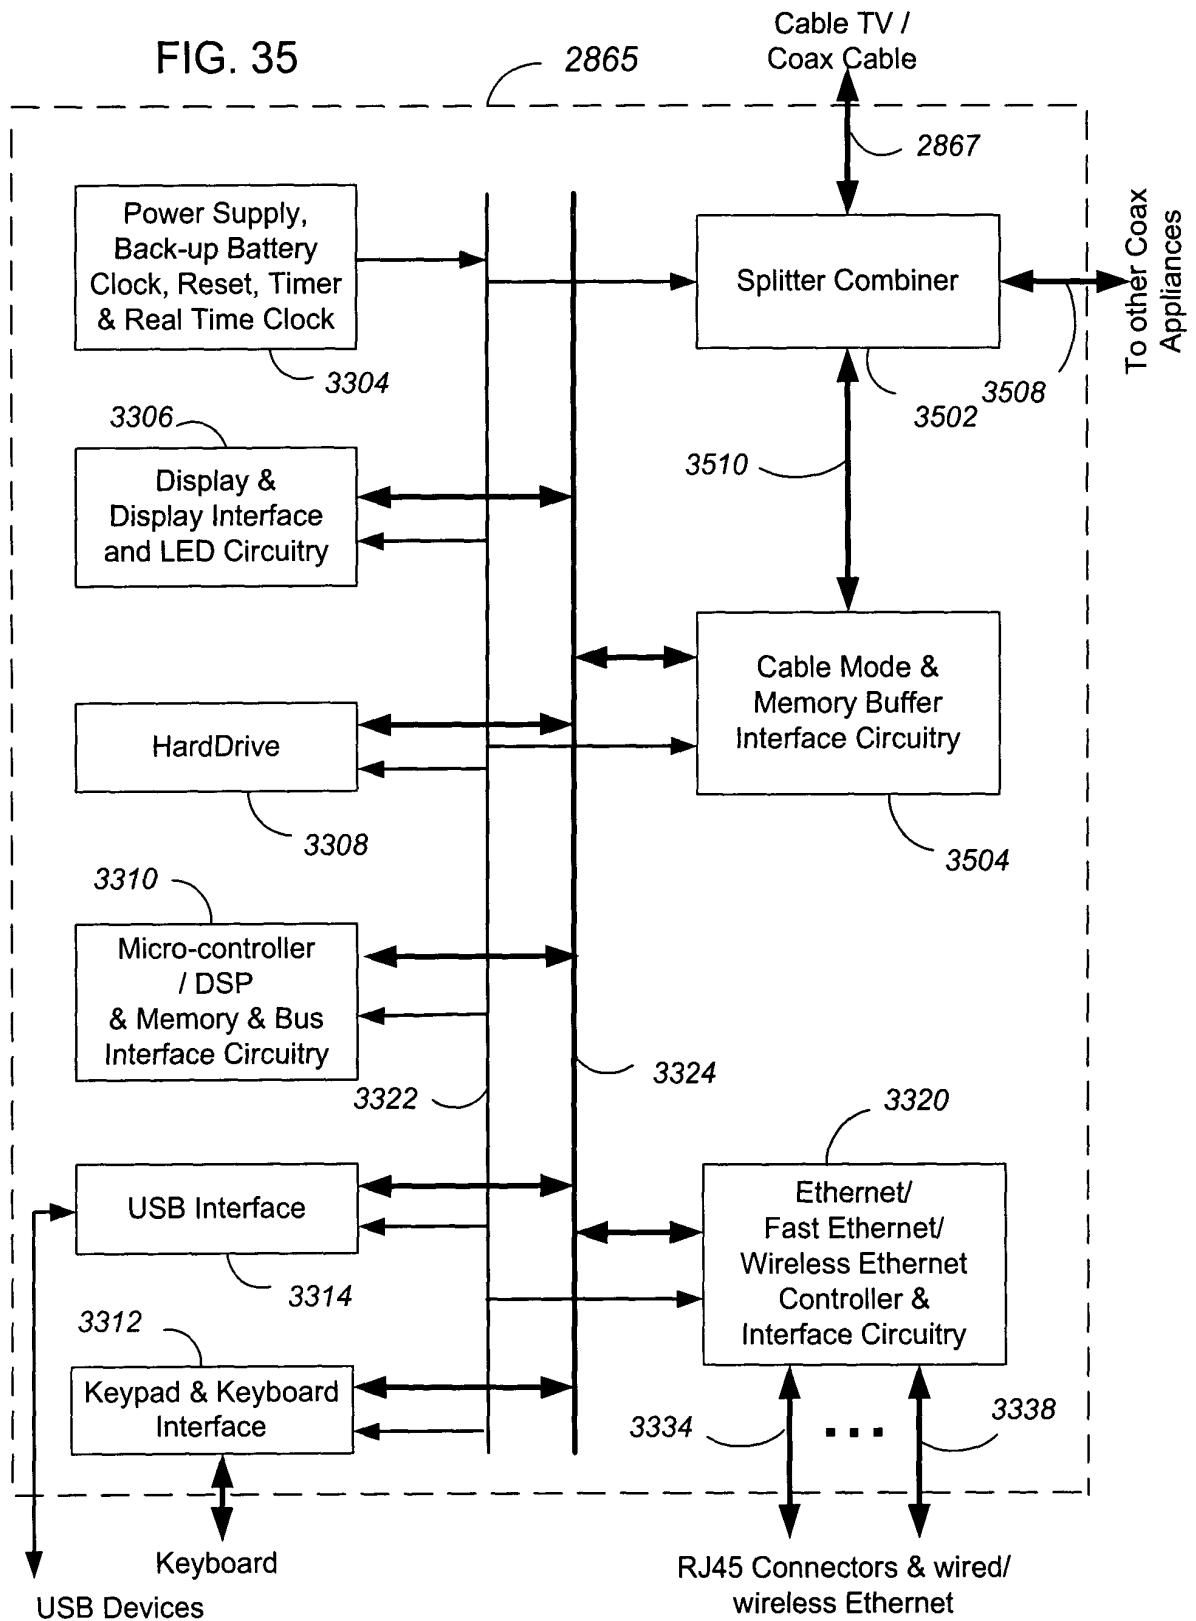 FIG. 35
2865
Cable TV /
Coax Cable
2867
Power Supply,
Back-up Battery
Clock, Reset, Timer
& Real Time Clock
3304
Splitter Combiner
3502
3508
To other Coax
Appliances
3306
Display &
Display Interface
and LED Circuitry
3510
HardDrive
3308
Cable Mode &
Memory Buffer
Interface Circuitry
3504
3310
Micro-controller
/ DSP
& Memory & Bus
Interface Circuitry
3322
3324
3320
USB Interface
3314
Ethernet/
Fast Ethernet/
Wireless Ethernet
Controller &
Interface Circuitry
3312
Keypad & Keyboard
Interface
3334
3338
Keyboard
USB Devices
RJ45 Connectors & wired/
wireless Ethernet